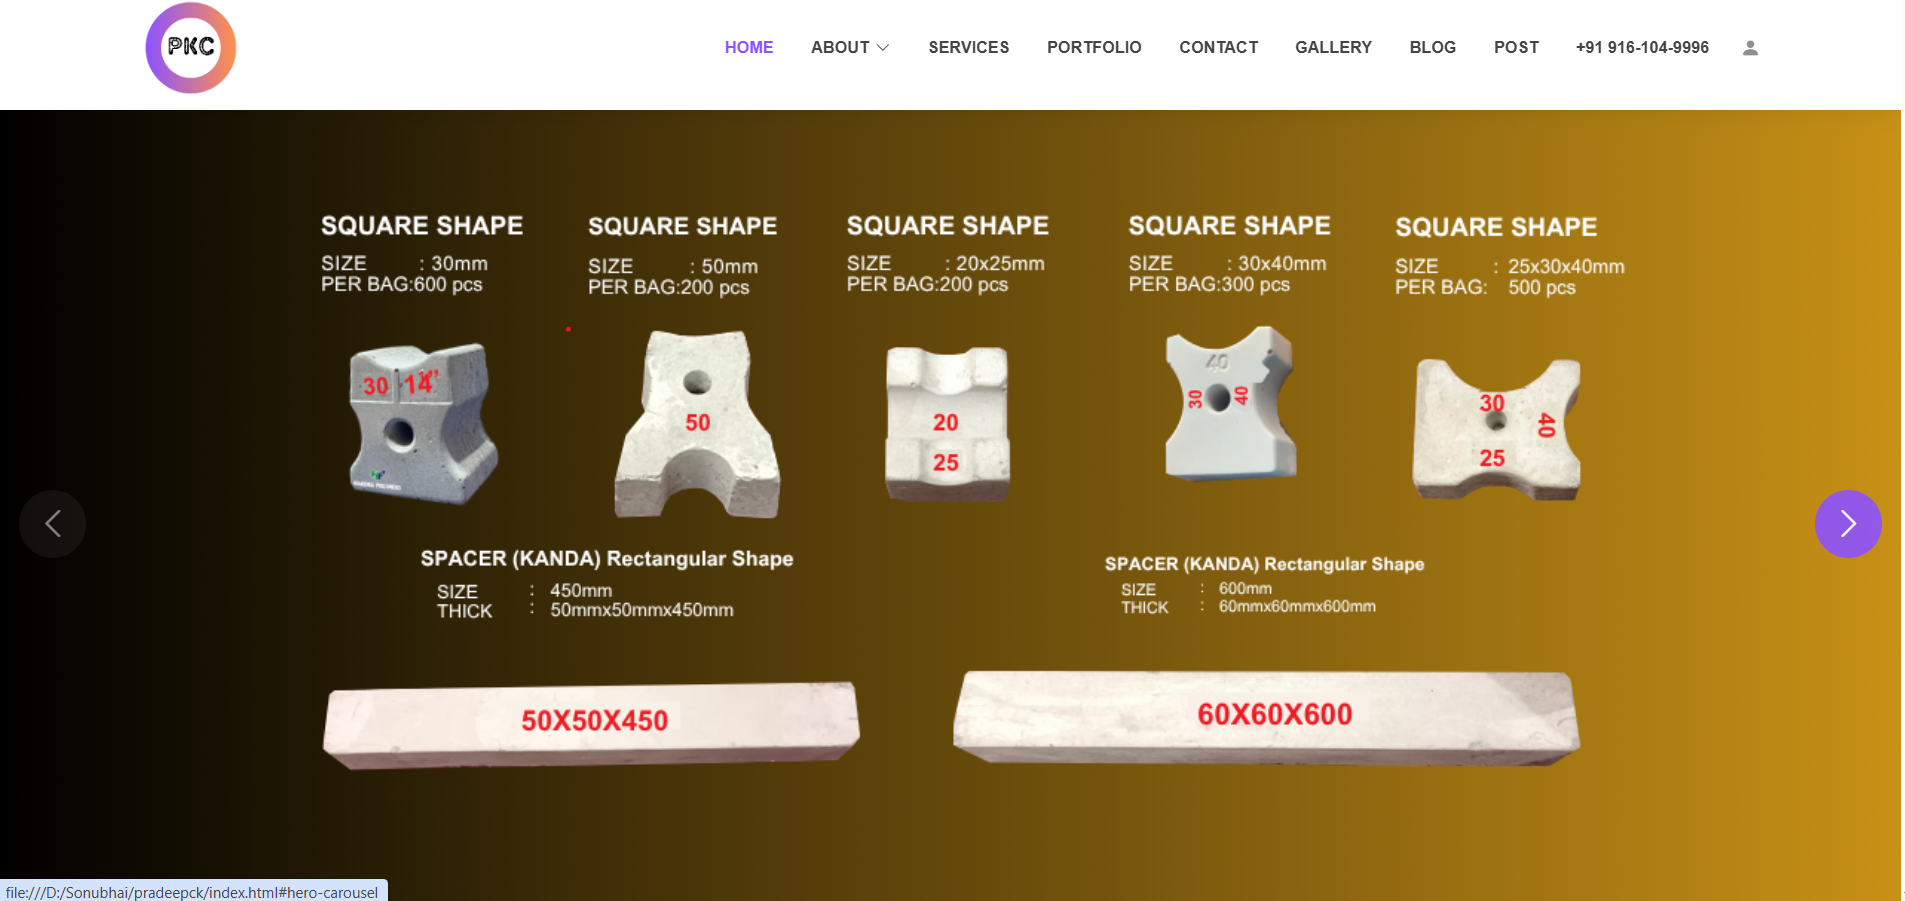 PKC
HOME ABOUT SERVICES PORTFOLIO CONTACT GALLERY BLOG POST +91 916-104-9996
SQUARE SHAPE
SIZE : 30mm
PER BAG:600 pcs
SQUARE SHAPE
SIZE : 50mm
PER BAG:200 pcs
SQUARE SHAPE
SIZE : 20x25mm
PER BAG:200 pcs
SQUARE SHAPE
SIZE : 30x40mm
PER BAG:300 pcs
SQUARE SHAPE
SIZE : 25x30x40mm
PER BAG: 500 pcs
30 14"
50
20
25
40
30 40
30
40
25
SPACER (KANDA) Rectangular Shape
SIZE : 450mm
THICK : 50mmx50mmx450mm
SPACER (KANDA) Rectangular Shape
SIZE : 600mm
THICK : 60mmx60mmx600mm
50X50X450
60X60X600
file:///D:/Sonubhai/pradeepck/index.html#hero-carousel